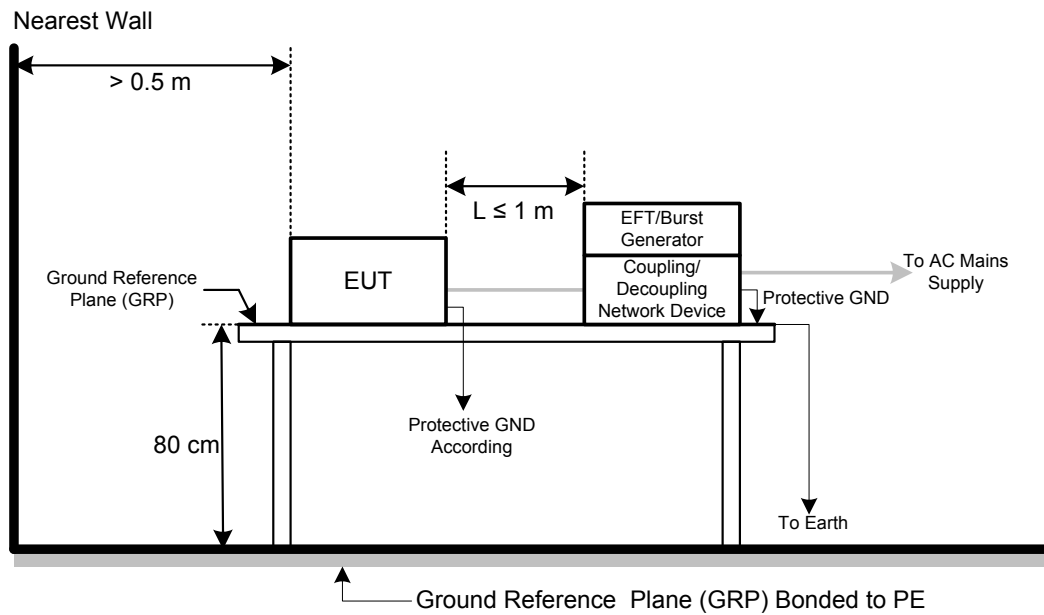 Nearest Wall
> 0.5 m
L ≤ 1 m
EFT/Burst
Generator
Ground Reference
Plane (GRP)
EUT
Coupling/
Decoupling
Network Device
To AC Mains
Supply
Protective GND
80 cm
Protective GND
According
To Earth
Ground Reference Plane (GRP) Bonded to PE